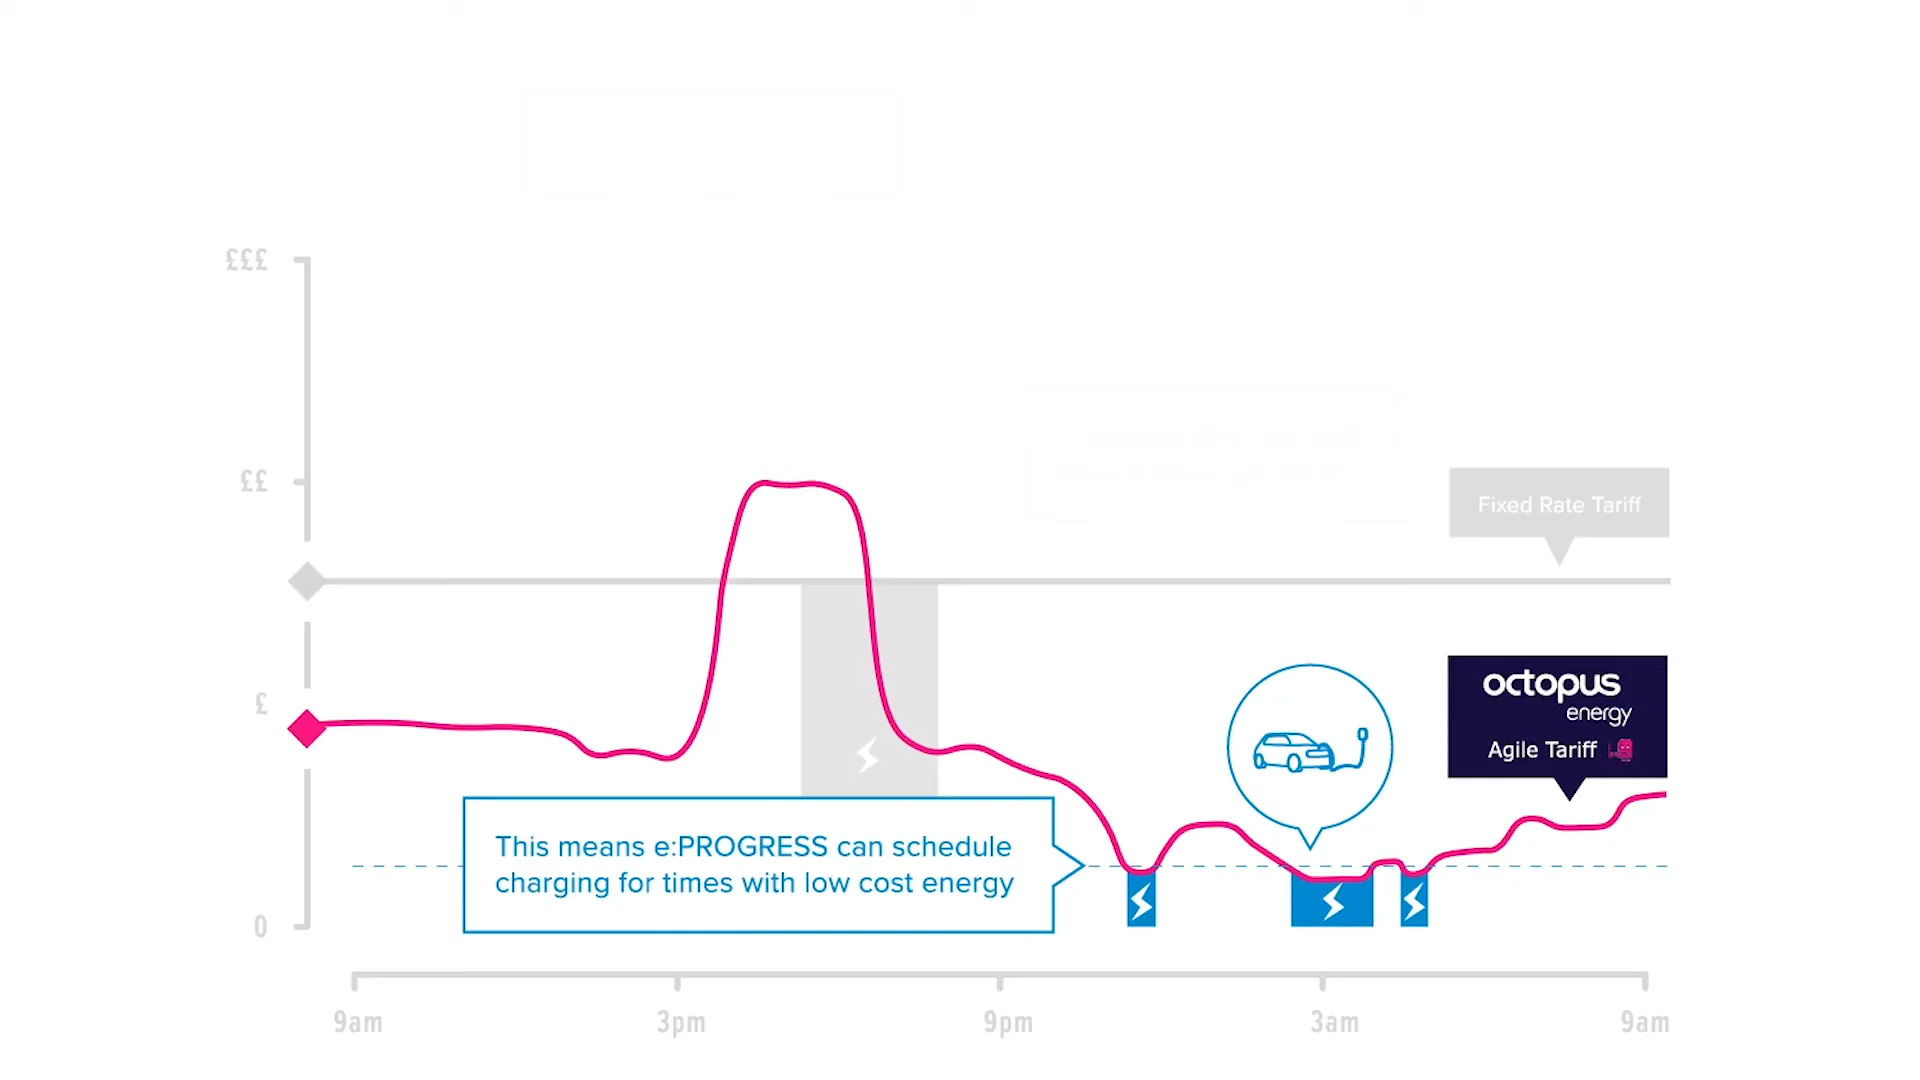 £££
££
Fixed Rate Tariff
£
octopus
energy
Agile Tariff
This means e:PROGRESS can schedule
charging for times with low cost energy
0
9am
3pm
9pm
3am
9am